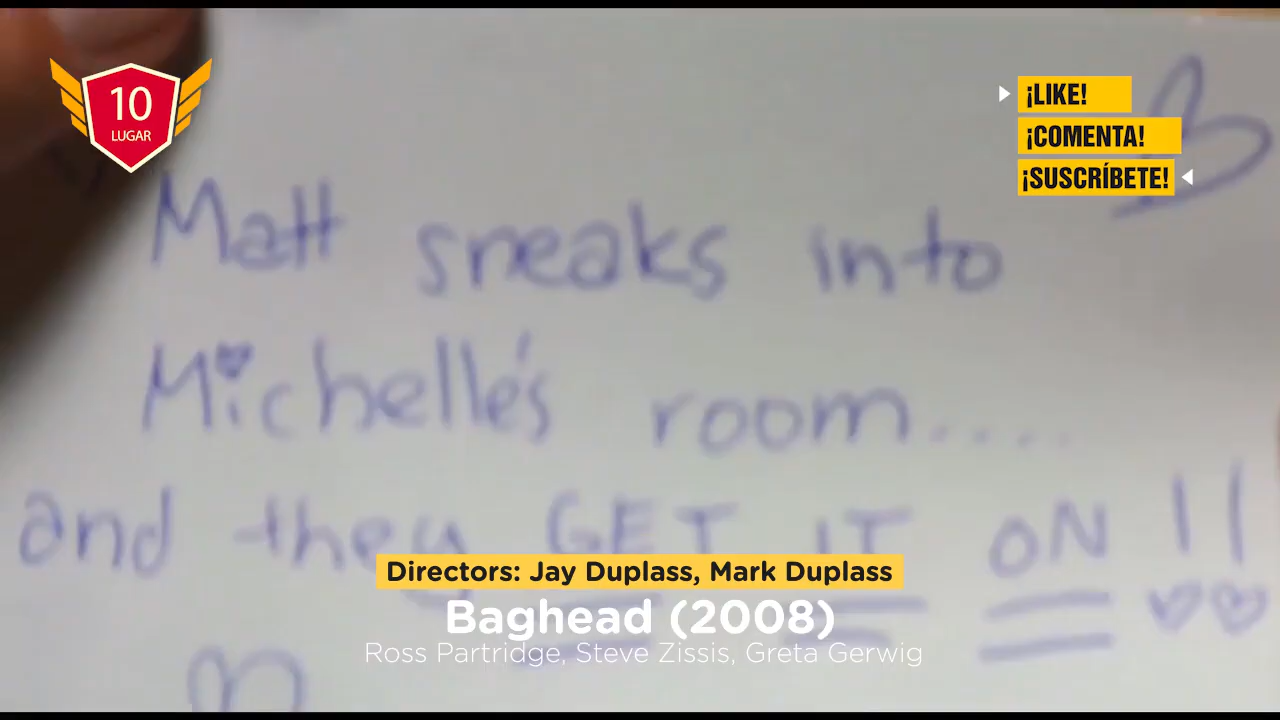 10
LUGAR
¡LIKE!
¡COMENTA!
¡SUSCRÍBETE!
Matt sneaks into
Michelle's room....
and they GET IT ON !!
Directors: Jay Duplass, Mark Duplass
Baghead (2008)
Ross Partridge, Steve Zissis, Greta Gerwig